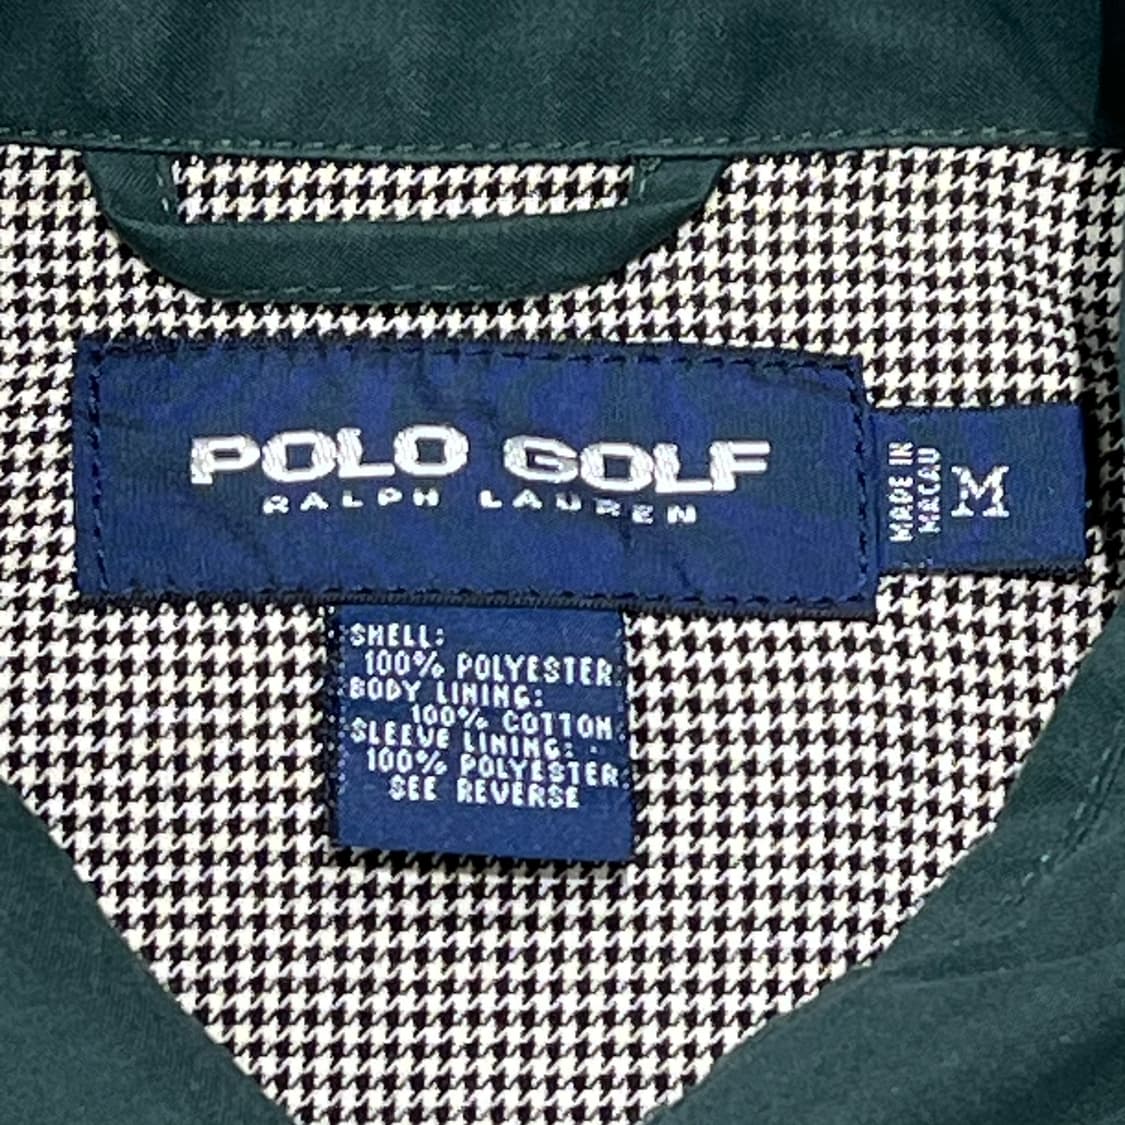 POLO GOLF
RALPH LAUREN
MADE IN
MACAU
M
SHELL:
100% POLYESTER
BODY LINING:
100% COTTON
SLEEVE LINING:
100% POLYESTER
SEE REVERSE